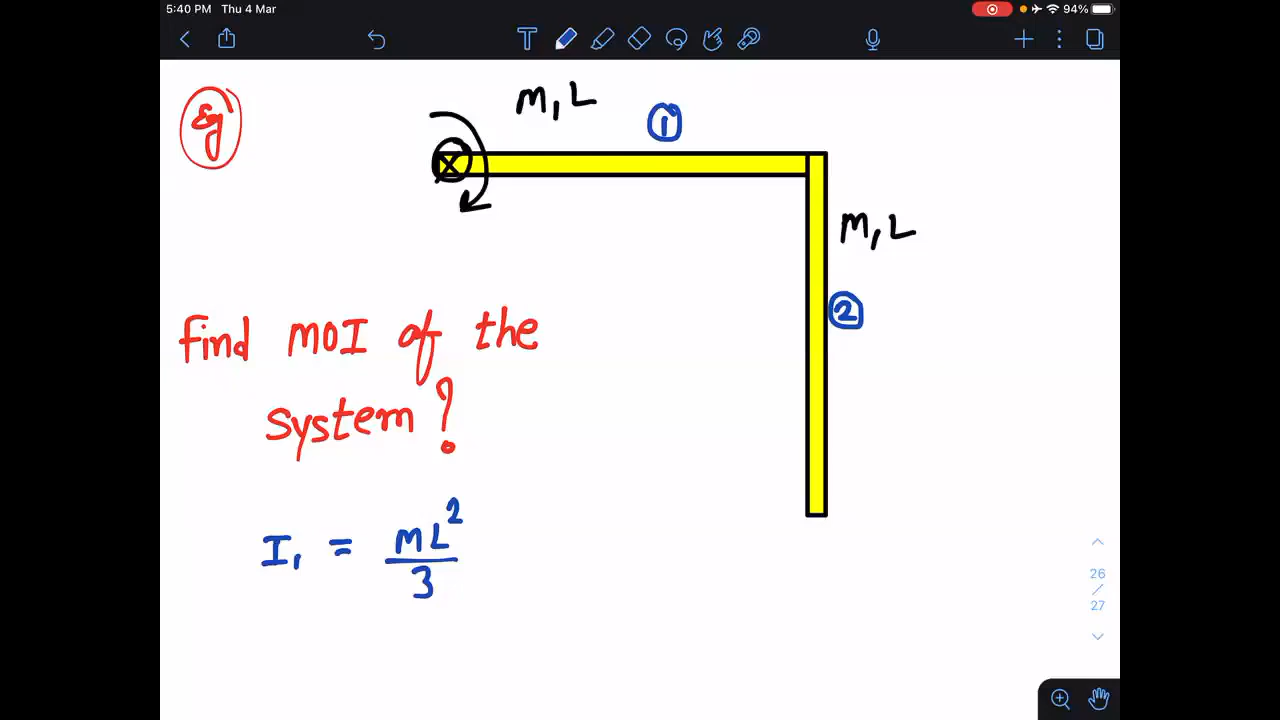 5:40 PM Thu 4 Mar
94%
T
Eg
M, L
①
M, L
②
Find MOI of the
system?
I₁ = ML²/3
26
/
27